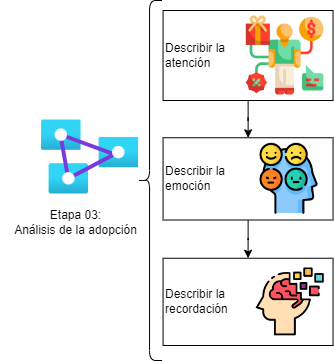 Describir la
atención
Describir la
emoción
Etapa 03:
Análisis de la adopción
Describir la
recordación